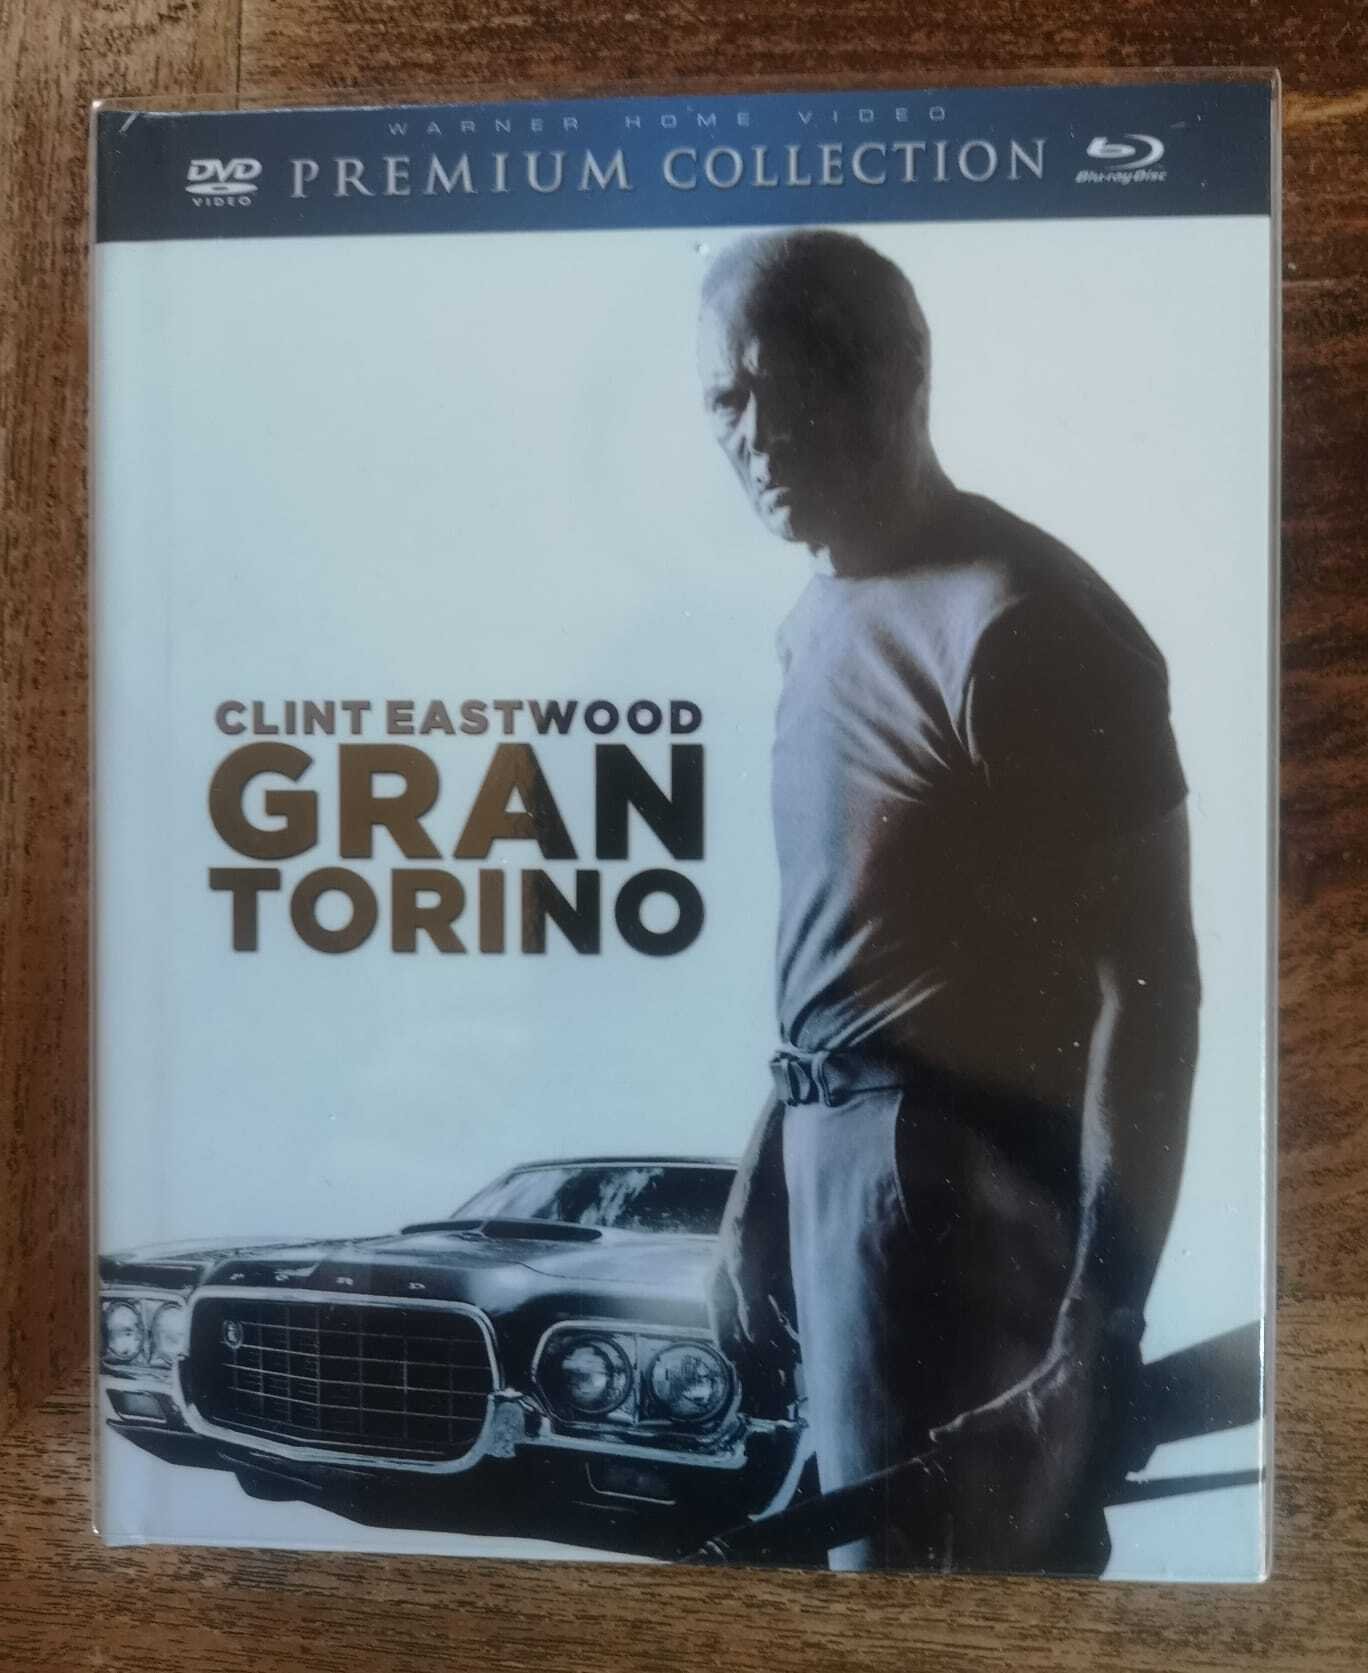 WARNER HOME VIDEO
DVD
VIDEO
PREMIUM COLLECTION
Blu-ray Disc
CLINT EASTWOOD
GRAN
TORINO
FORD